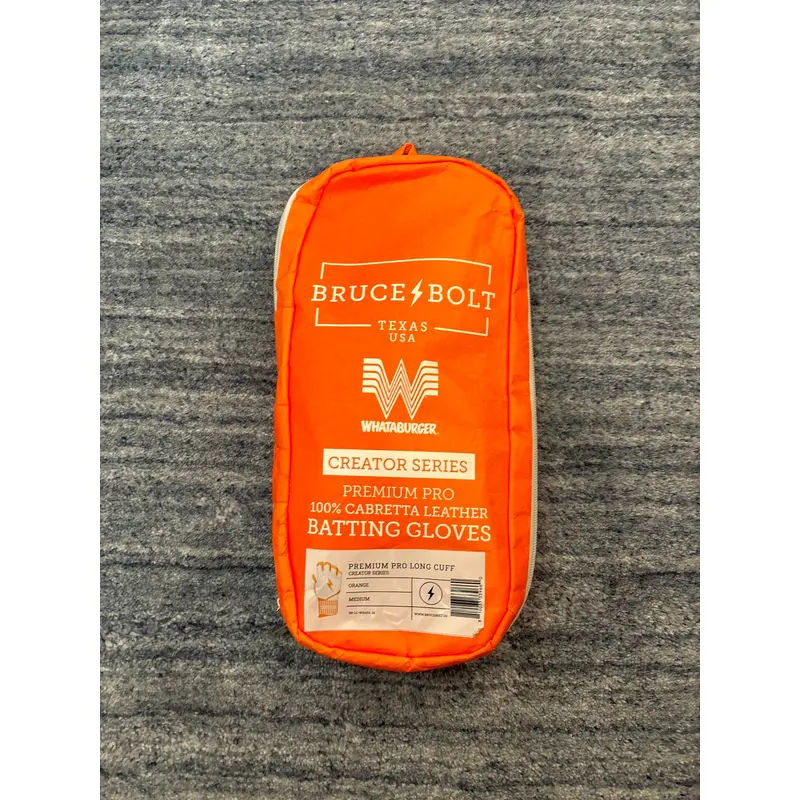 BRUCE BOLT
TEXAS
USA
WHATABURGER
CREATOR SERIES
PREMIUM PRO
100% CABRETTA LEATHER
BATTING GLOVES
PREMIUM PRO LONG CUFF
CREATOR SERIES
ORANGE
MEDIUM